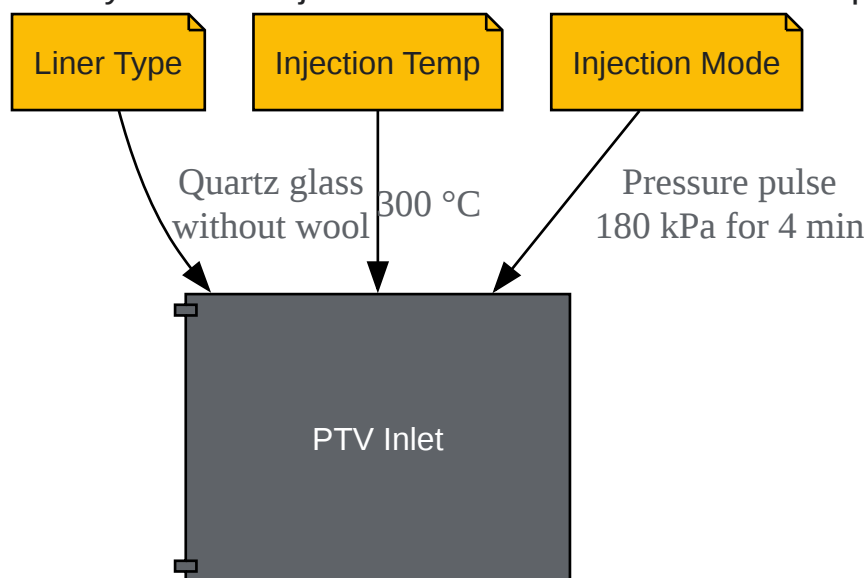 Liner Type
Injection Temp
Injection Mode
Quartz glass
without wool
300 °C
Pressure pulse
180 kPa for 4 min
PTV Inlet